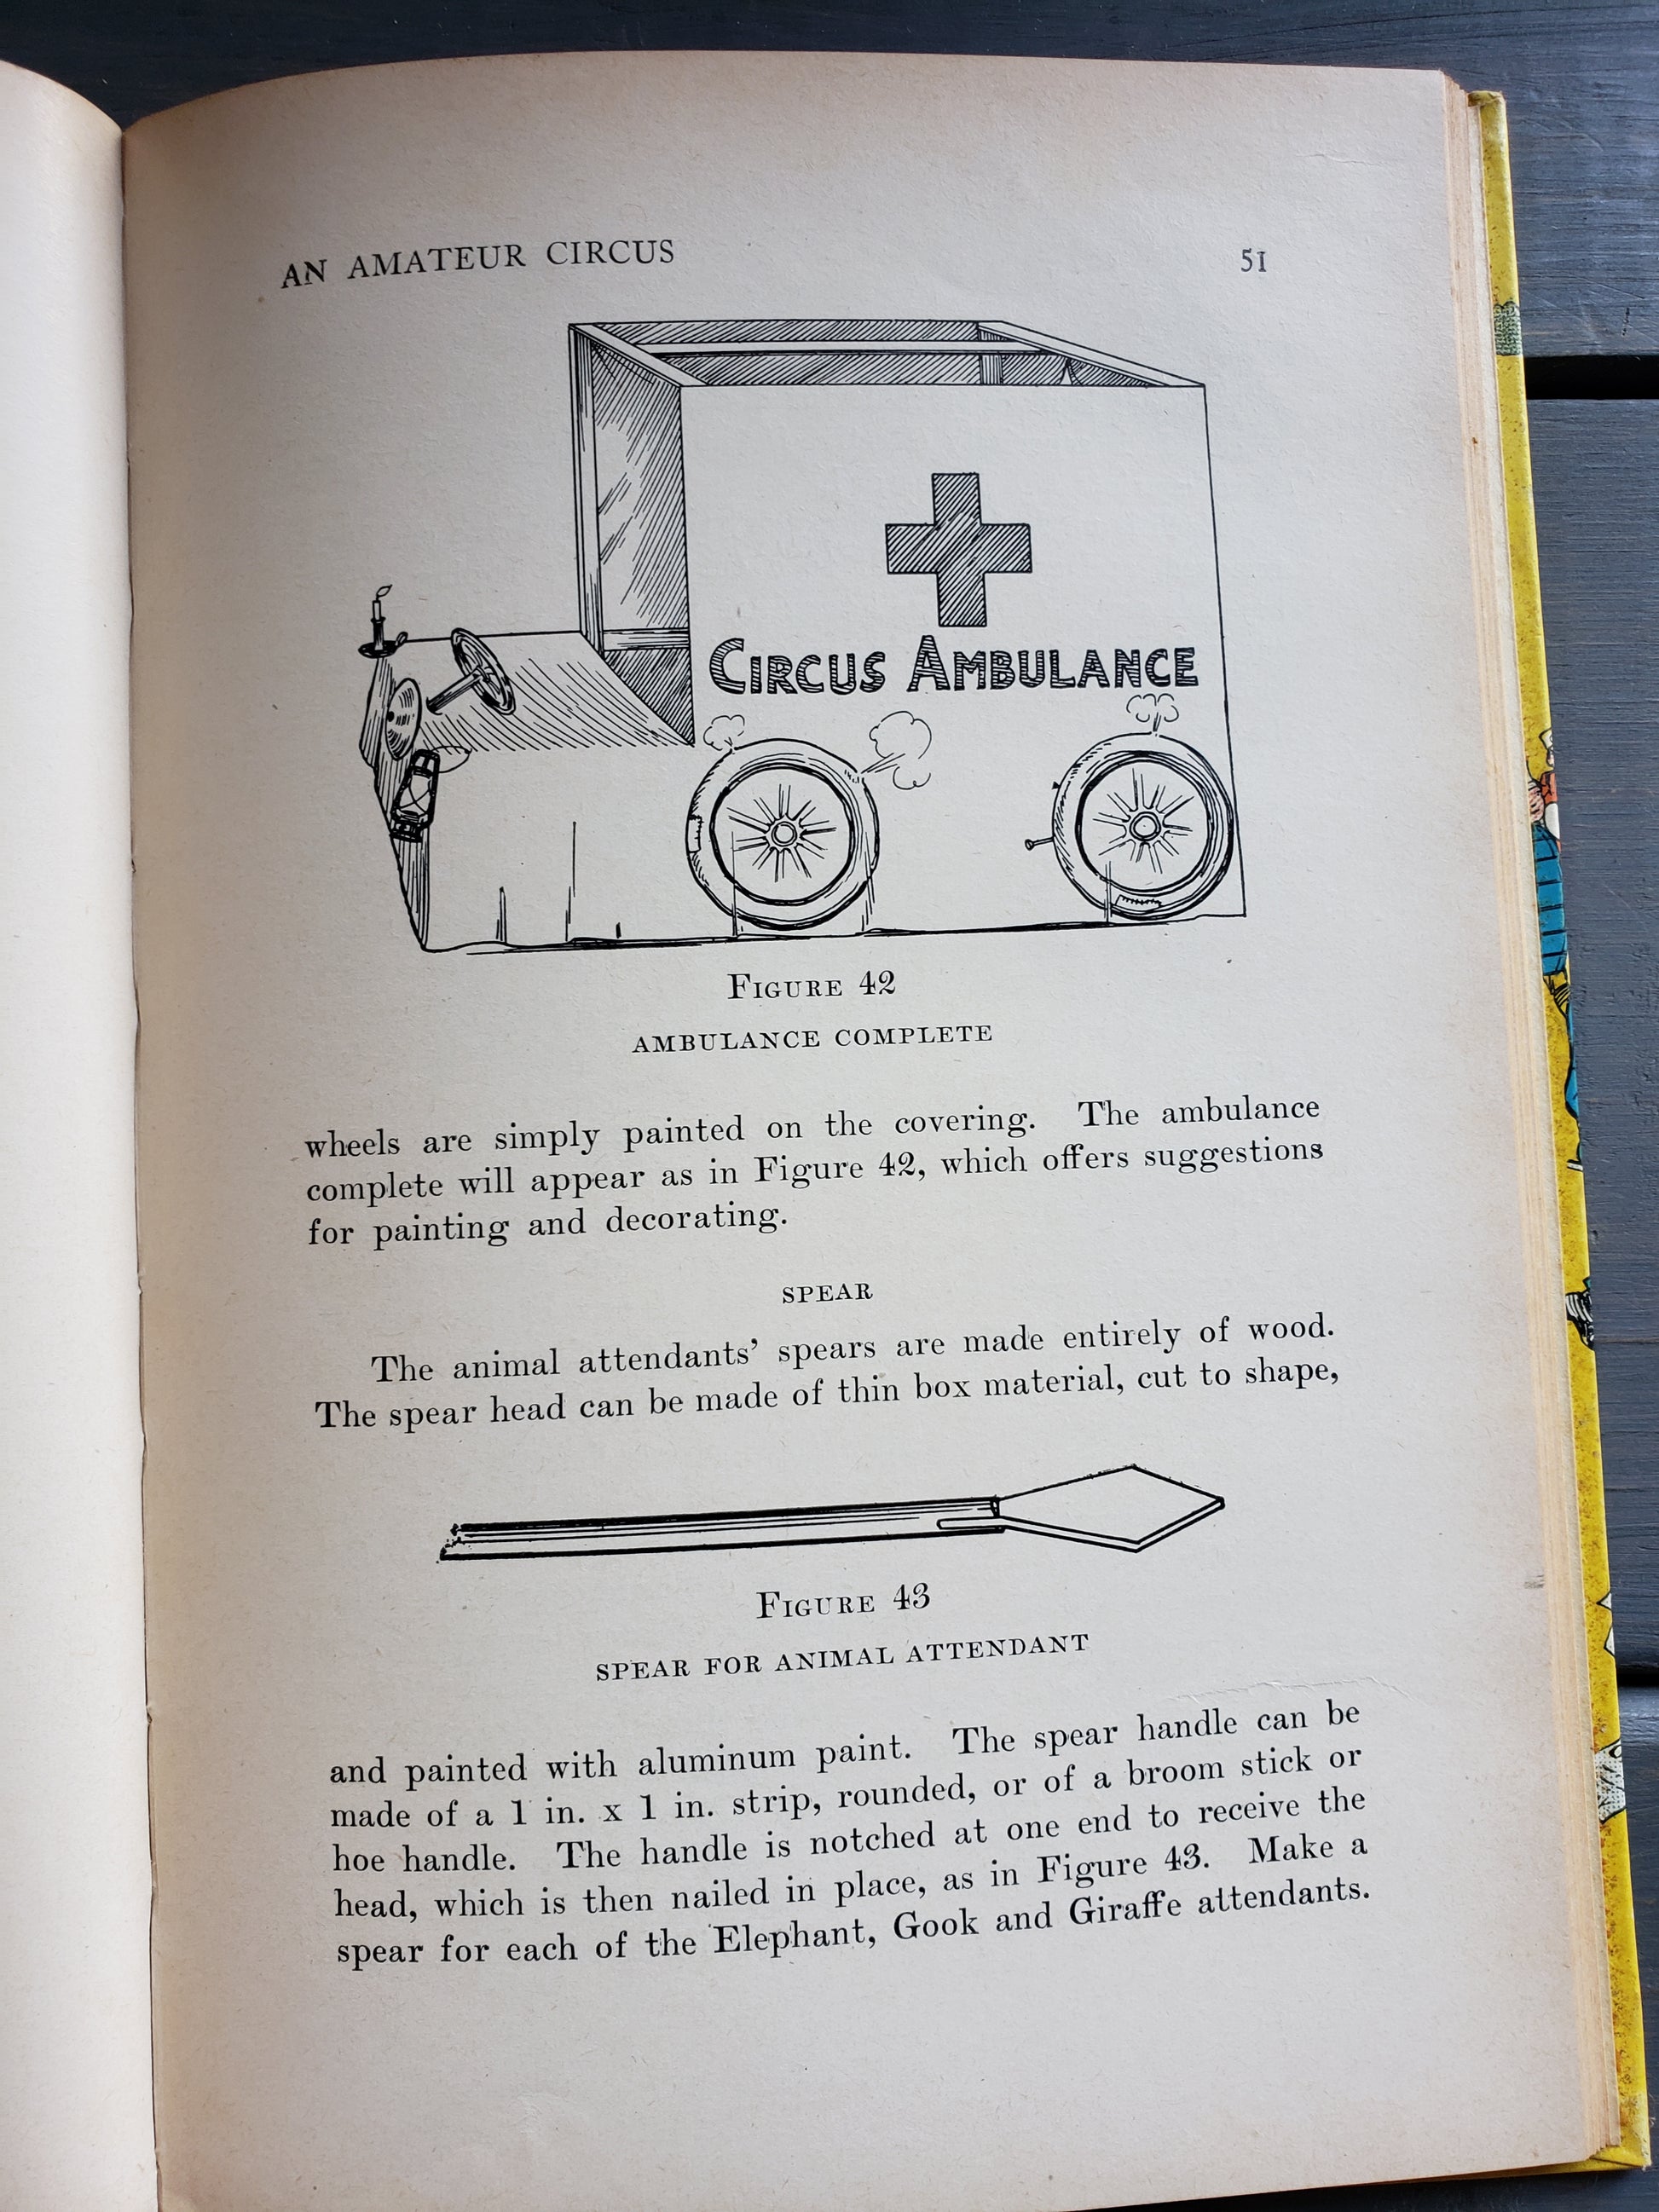 AN AMATEUR CIRCUS 51
CIRCUS AMBULANCE
FIGURE 42
AMBULANCE COMPLETE
wheels are simply painted on the covering. The ambulance
complete will appear as in Figure 42, which offers suggestions
for painting and decorating.
SPEAR
The animal attendants' spears are made entirely of wood.
The spear head can be made of thin box material, cut to shape,
FIGURE 43
SPEAR FOR ANIMAL ATTENDANT
and painted with aluminum paint. The spear handle can be
made of a 1 in. x 1 in. strip, rounded, or of a broom stick or
hoe handle. The handle is notched at one end to receive the
head, which is then nailed in place, as in Figure 43. Make a
spear for each of the Elephant, Gook and Giraffe attendants.